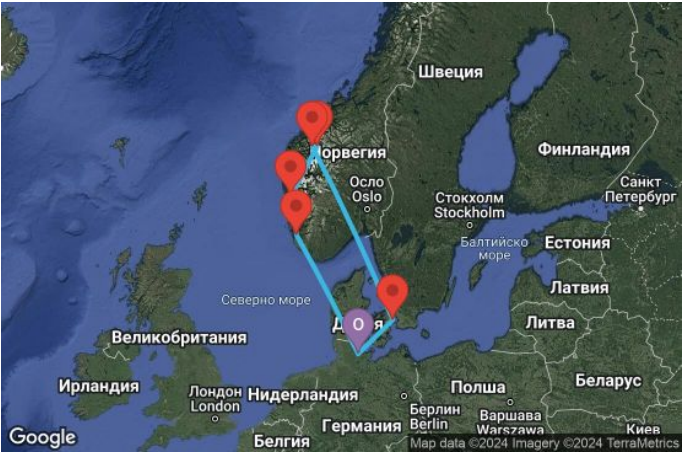 Швеция
Норвегия
Финландия
Осло
Oslo
Санкт
Петербург
Стокхолм
Stockholm
Балтийско
море
Естония
Латвия
Северно море
О
Литва
Великобритания
Ирландия
Лондон
London
Нидерландия
Полша
Беларус
Берлин
Berlin
Варшава
Warszawa
Германия
Киев
Белгия
Google
Map data ©2024 Imagery ©2024 TerraMetrics